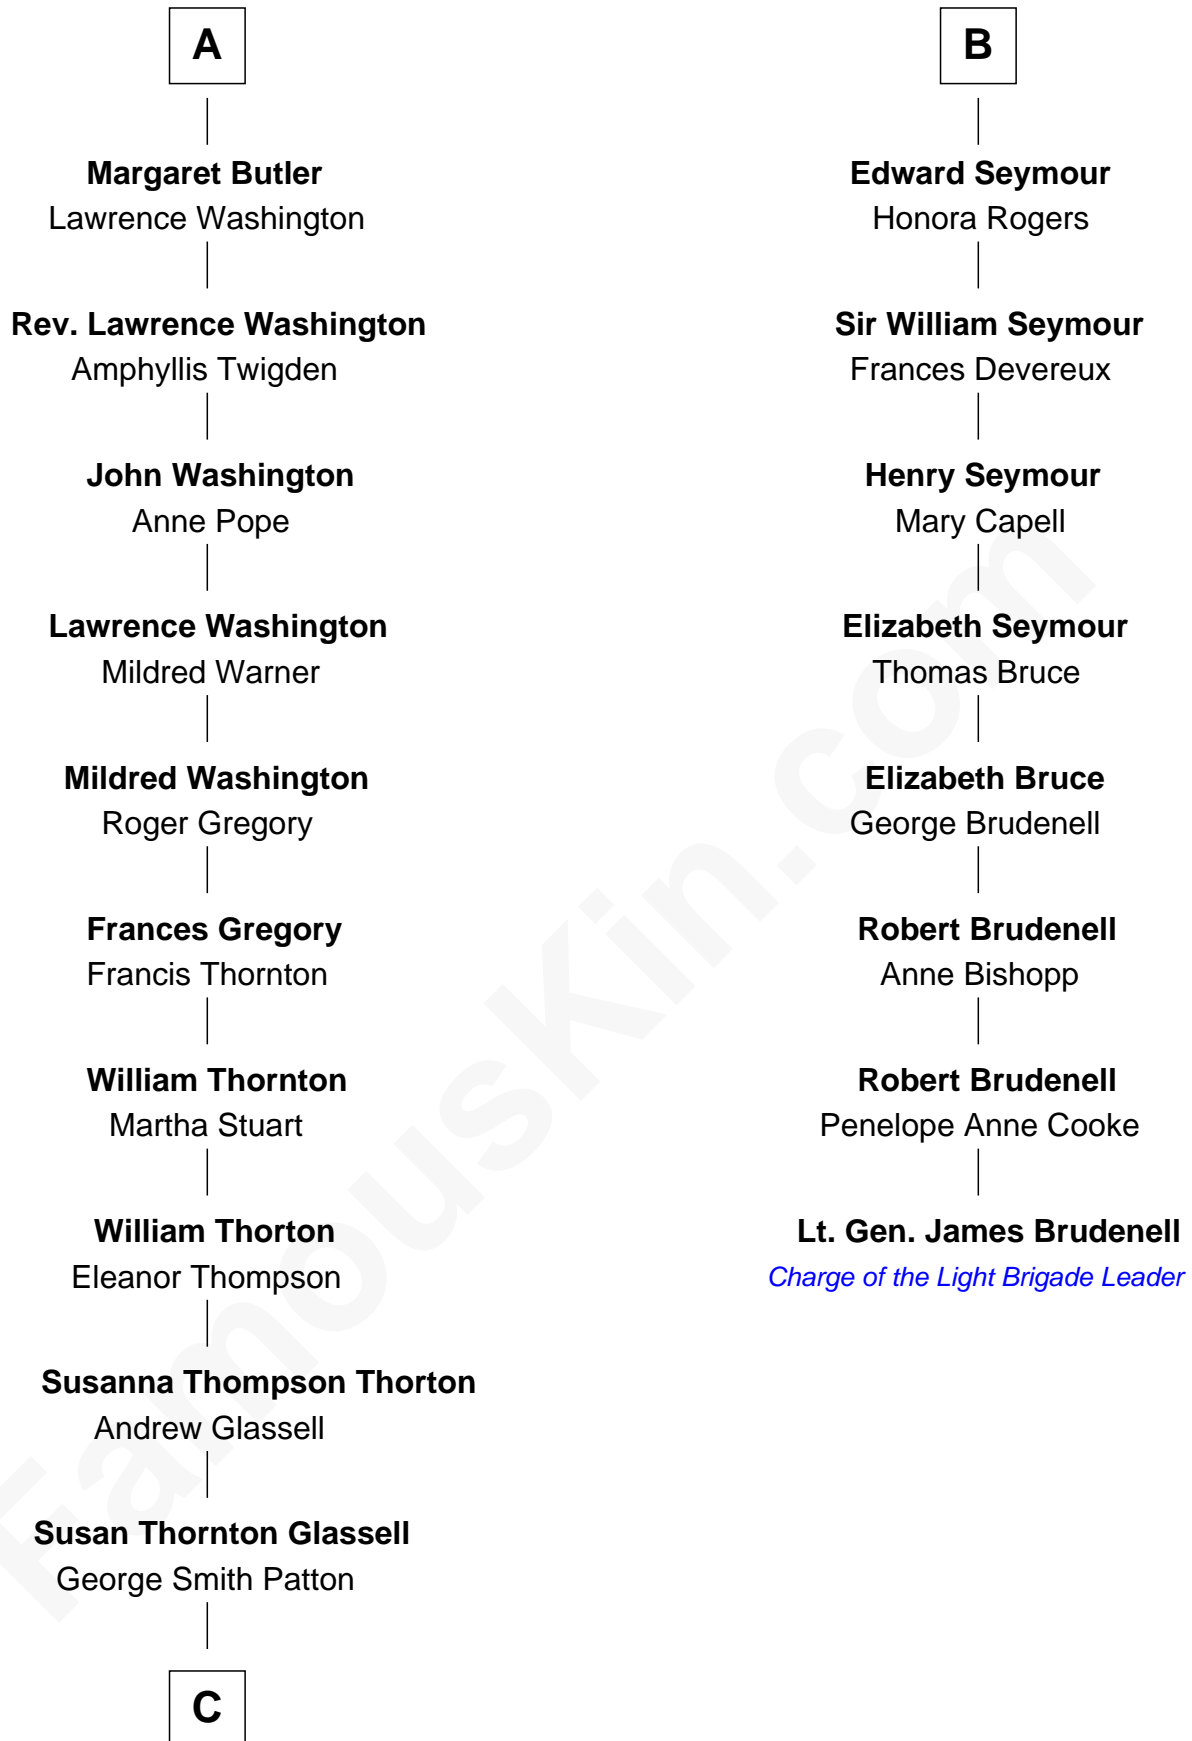 A
Margaret Butler
Lawrence Washington
Rev. Lawrence Washington
Amphyllis Twigden
John Washington
Anne Pope
Lawrence Washington
Mildred Warner
Mildred Washington
Roger Gregory
Frances Gregory
Francis Thornton
William Thornton
Martha Stuart
William Thorton
Eleanor Thompson
Susanna Thompson Thorton
Andrew Glassell
Susan Thornton Glassell
George Smith Patton
C
B
Edward Seymour
Honora Rogers
Sir William Seymour
Frances Devereux
Henry Seymour
Mary Capell
Elizabeth Seymour
Thomas Bruce
Elizabeth Bruce
George Brudenell
Robert Brudenell
Anne Bishopp
Robert Brudenell
Penelope Anne Cooke
Lt. Gen. James Brudenell
Charge of the Light Brigade Leader
FamousKin.com